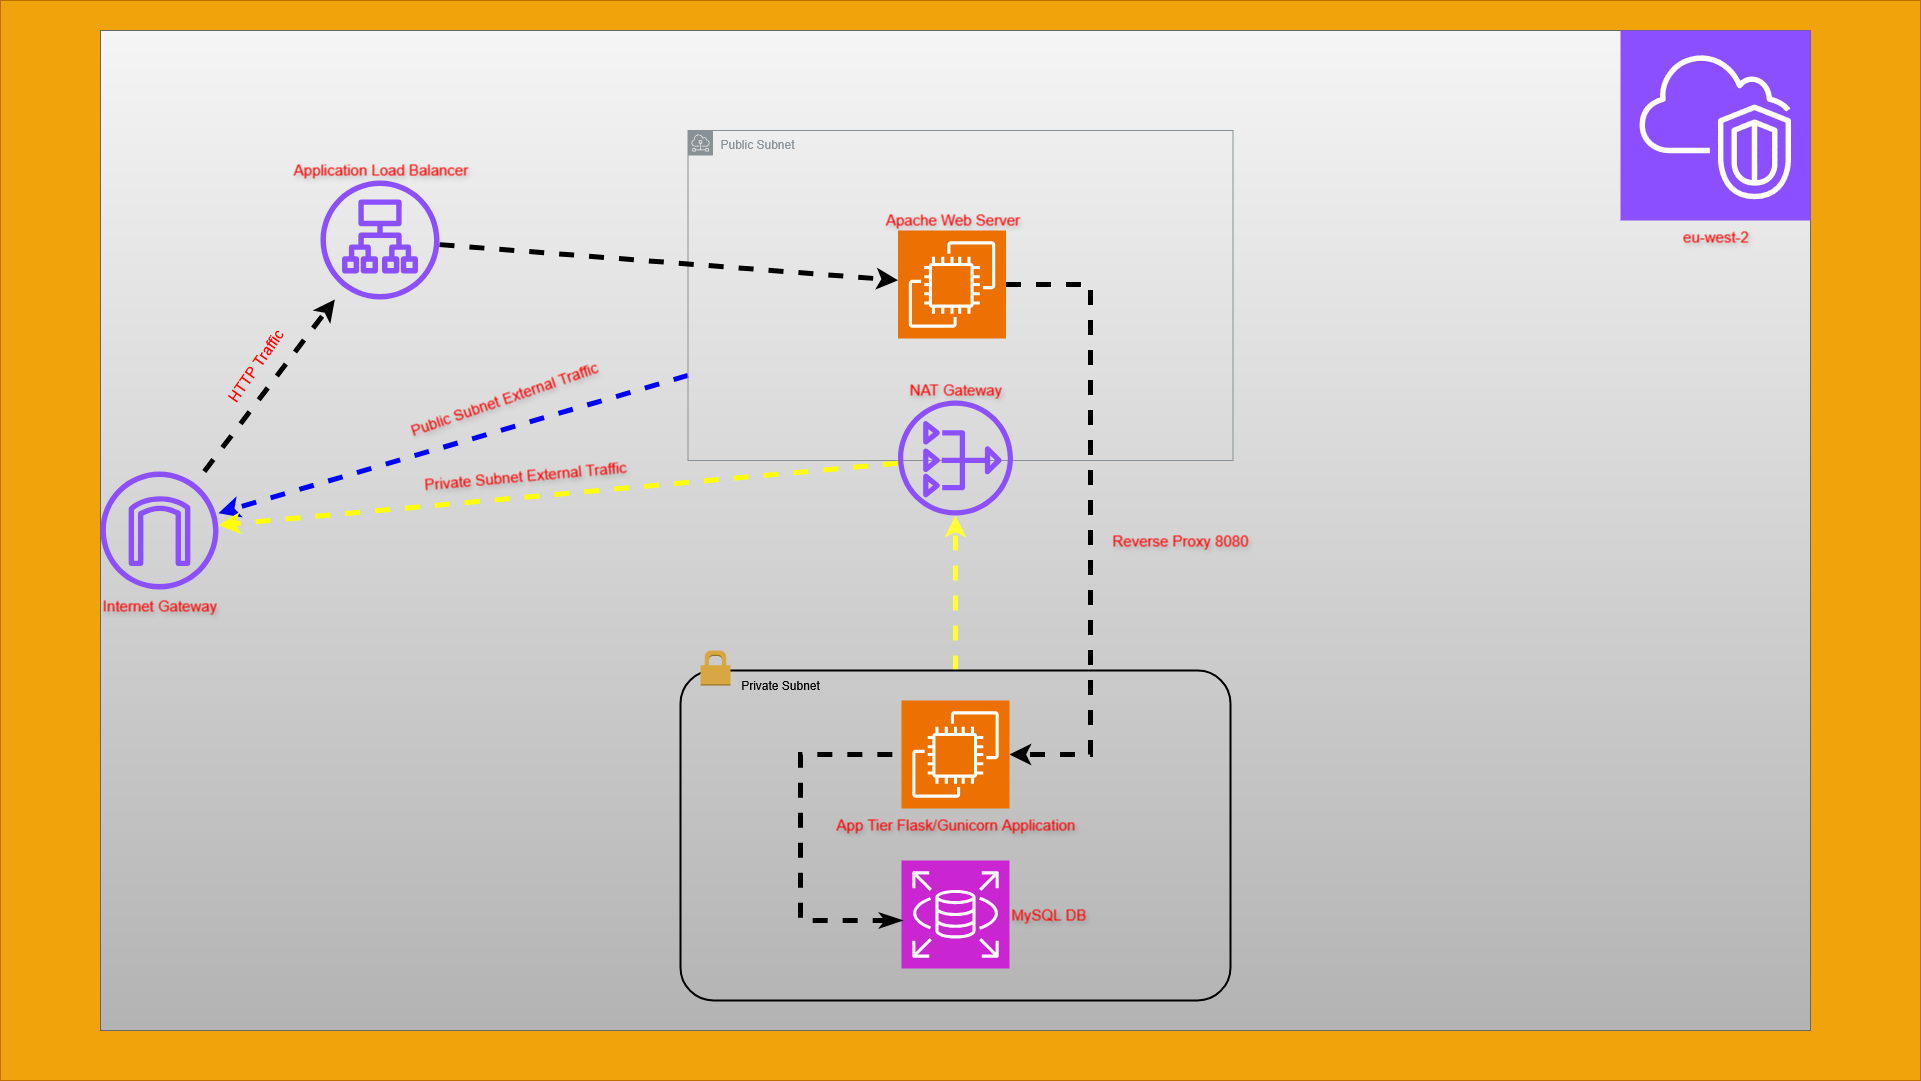 Public Subnet
Application Load Balancer
Apache Web Server
eu-west-2
HTTP Traffic
Public Subnet External Traffic
NAT Gateway
Private Subnet External Traffic
Reverse Proxy 8080
Internet Gateway
Private Subnet
App Tier Flask/Gunicorn Application
MySQL DB